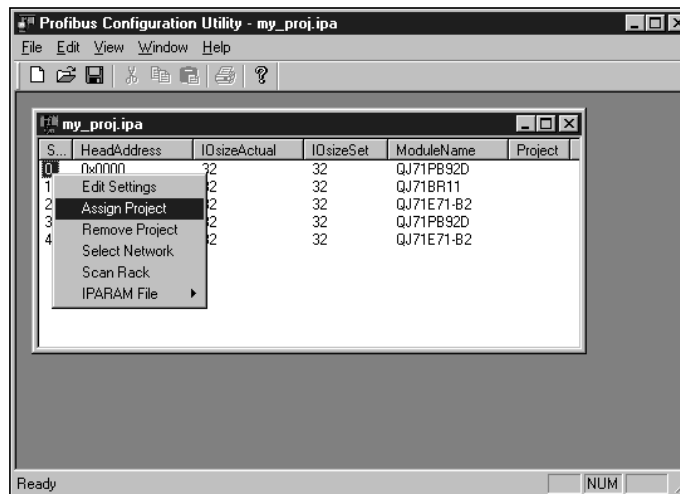 Profibus Configuration Utility - my_proj.ipa
File Edit View Window Help
my_proj.ipa
S... HeadAddress IOsizeActual IOsizeSet ModuleName Project
0 0x0000 32 32 QJ71PB92D
1 32 32 QJ71BR11
2 32 32 QJ71E71-B2
3 32 32 QJ71PB92D
4 32 32 QJ71E71-B2
Edit Settings
Assign Project
Remove Project
Select Network
Scan Rack
IPARAM File
Ready NUM